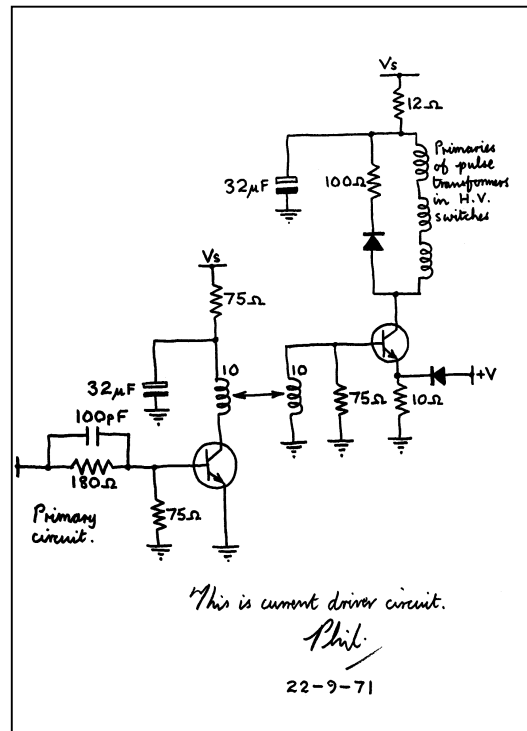 Vs
12Ω
Primaries
of pulse
transformers
in H.V.
switches
100Ω
32μF
Vs
75Ω
10
10
32μF
75Ω
10Ω
+V
100pF
180Ω
75Ω
Primary
circuit.
This is current driver circuit.
Phil.
22-9-71